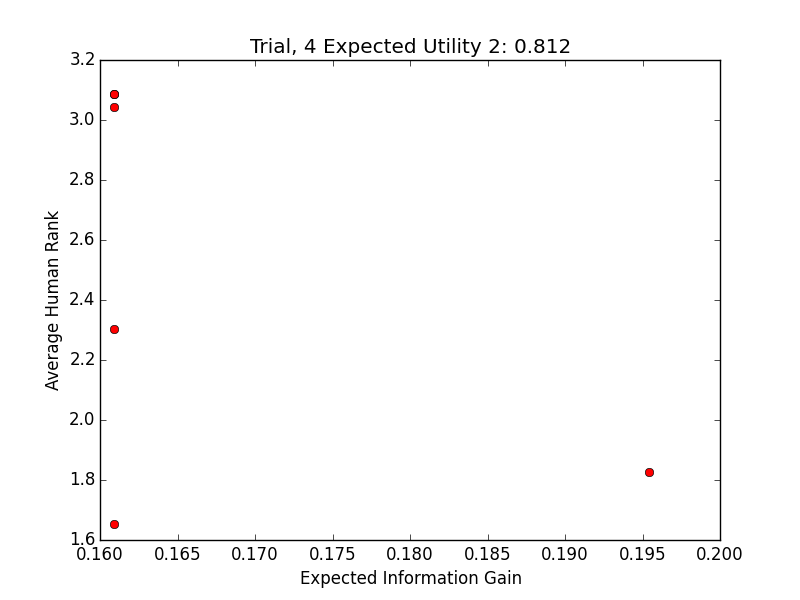 Trial, 4 Expected Utility 2: 0.812
3.2
3.0
2.8
2.6
2.4
2.2
2.0
1.8
1.6
Average Human Rank
0.160 0.165 0.170 0.175 0.180 0.185 0.190 0.195 0.200
Expected Information Gain